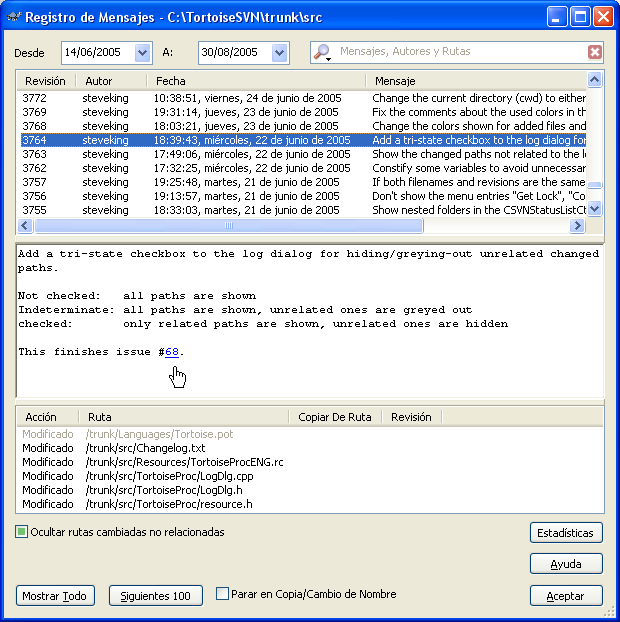 Registro de Mensajes - C:\TortoiseSVN\trunk\src
Desde 14/06/2005 A: 30/08/2005 Mensajes, Autores y Rutas
Revisión Autor Fecha Mensaje
3772 steveking 10:38:51, viernes, 24 de junio de 2005 Change the current directory (cwd) to either
3769 steveking 19:31:14, jueves, 23 de junio de 2005 Fix the comments about the used colors in th
3768 steveking 18:03:21, jueves, 23 de junio de 2005 Change the colors shown for added files and
3764 steveking 18:39:43, miércoles, 22 de junio de 2005 Add a tri-state checkbox to the log dialog for
3763 steveking 17:49:06, miércoles, 22 de junio de 2005 Show the changed paths not related to the lo
3762 steveking 17:32:25, miércoles, 22 de junio de 2005 Constify some variables to avoid unnecessar
3757 steveking 19:25:48, martes, 21 de junio de 2005 If both filenames and revisions are the same
3756 steveking 19:13:57, martes, 21 de junio de 2005 Don't show the menu entries "Get Lock", "Co
3755 steveking 18:33:03, martes, 21 de junio de 2005 Show nested folders in the CSVNStatusListCt
Add a tri-state checkbox to the log dialog for hiding/greying-out unrelated changed
paths.
Not checked: all paths are shown
Indeterminate: all paths are shown, unrelated ones are greyed out
checked: only related paths are shown, unrelated ones are hidden
This finishes issue #68.
Acción Ruta Copiar De Ruta Revisión
Modificado /trunk/Languages/Tortoise.pot
Modificado /trunk/src/Changelog.txt
Modificado /trunk/src/Resources/TortoiseProcENG.rc
Modificado /trunk/src/TortoiseProc/LogDlg.cpp
Modificado /trunk/src/TortoiseProc/LogDlg.h
Modificado /trunk/src/TortoiseProc/resource.h
Ocultar rutas cambiadas no relacionadas
Estadísticas
Ayuda
Mostrar Todo Siguientes 100 Parar en Copia/Cambio de Nombre Aceptar